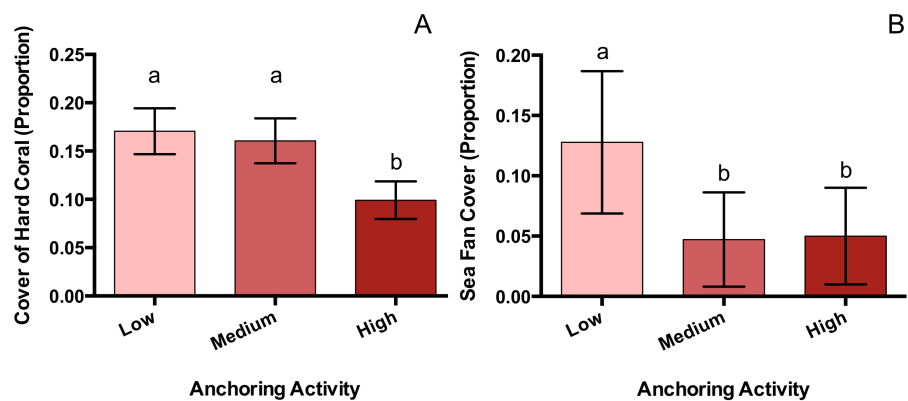 A
Cover of Hard Coral (Proportion)
0.25
0.20
0.15
0.10
0.05
0.00
a
a
b
Low
Medium
High
Anchoring Activity
B
Sea Fan Cover (Proportion)
0.20
0.15
0.10
0.05
0.00
a
b
b
Low
Medium
High
Anchoring Activity